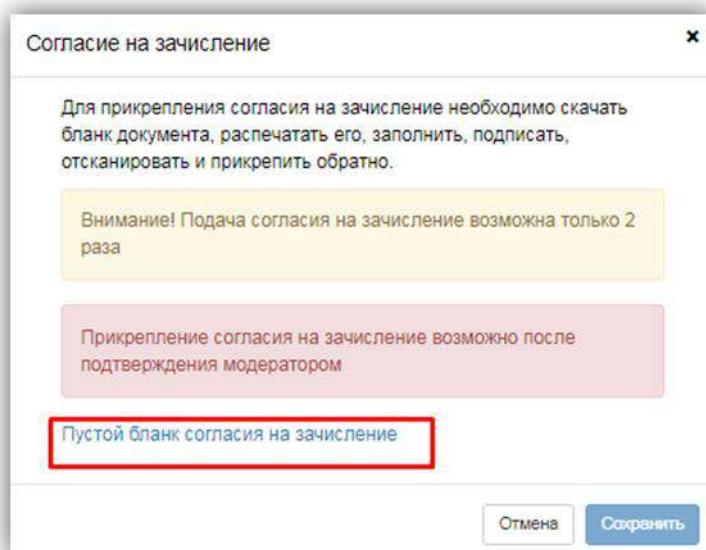 Согласие на зачисление
Для прикрепления согласия на зачисление необходимо скачать
бланк документа, распечатать его, заполнить, подписать,
отсканировать и прикрепить обратно.
Внимание! Подача согласия на зачисление возможна только 2
раза
Прикрепление согласия на зачисление возможно после
подтверждения модератором
Пустой бланк согласия на зачисление
Отмена Сохранить